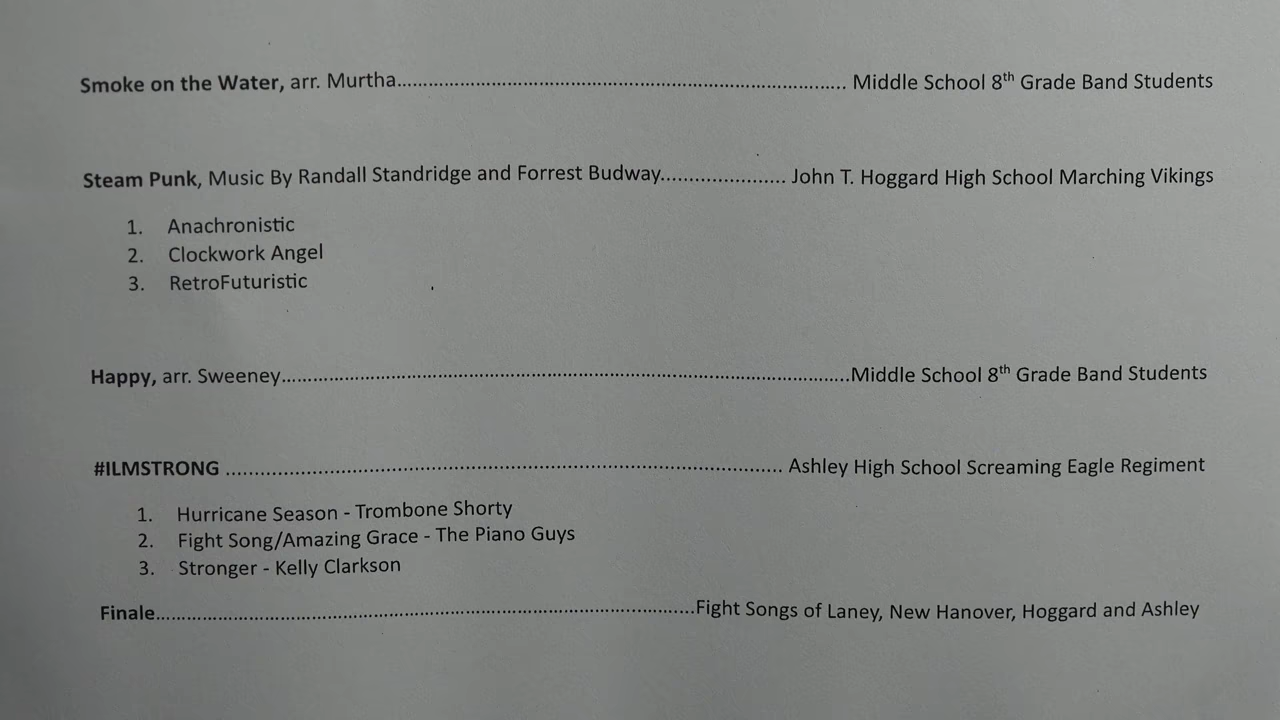 Smoke on the Water, arr. Murtha.......................................................................... Middle School 8th Grade Band Students
Steam Punk, Music By Randall Standridge and Forrest Budway...................... John T. Hoggard High School Marching Vikings
1. Anachronistic
2. Clockwork Angel
3. RetroFuturistic
Happy, arr. Sweeney..............................................................................................Middle School 8th Grade Band Students
#ILMSTRONG ........................................................................................... Ashley High School Screaming Eagle Regiment
1. Hurricane Season - Trombone Shorty
2. Fight Song/Amazing Grace - The Piano Guys
3. Stronger - Kelly Clarkson
Finale........................................................................................Fight Songs of Laney, New Hanover, Hoggard and Ashley